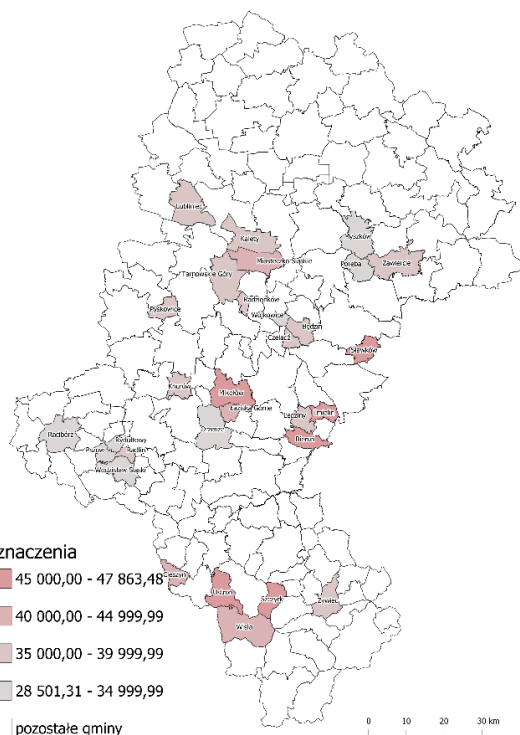 Lubliniec
Kalety
Miasteczko Śląskie
Myszków
Poręba
Zawiercie
Tarnowskie Góry
Radzionków
Pyskowice
Wojkowice
Będzin
Czeladź
Sławków
Knurów
Mikołów
Łaziska Górne
Orzesze
Lędziny
Imielin
Bieruń
Racibórz
Rydułtowy
Pszów
Radlin
Wodzisław Śląski
Cieszyn
Ustroń
Szczyrk
Wisła
Żywiec
znaczenia
45 000,00 - 47 863,48
40 000,00 - 44 999,99
35 000,00 - 39 999,99
28 501,31 - 34 999,99
pozostałe gminy
0 10 20 30 km